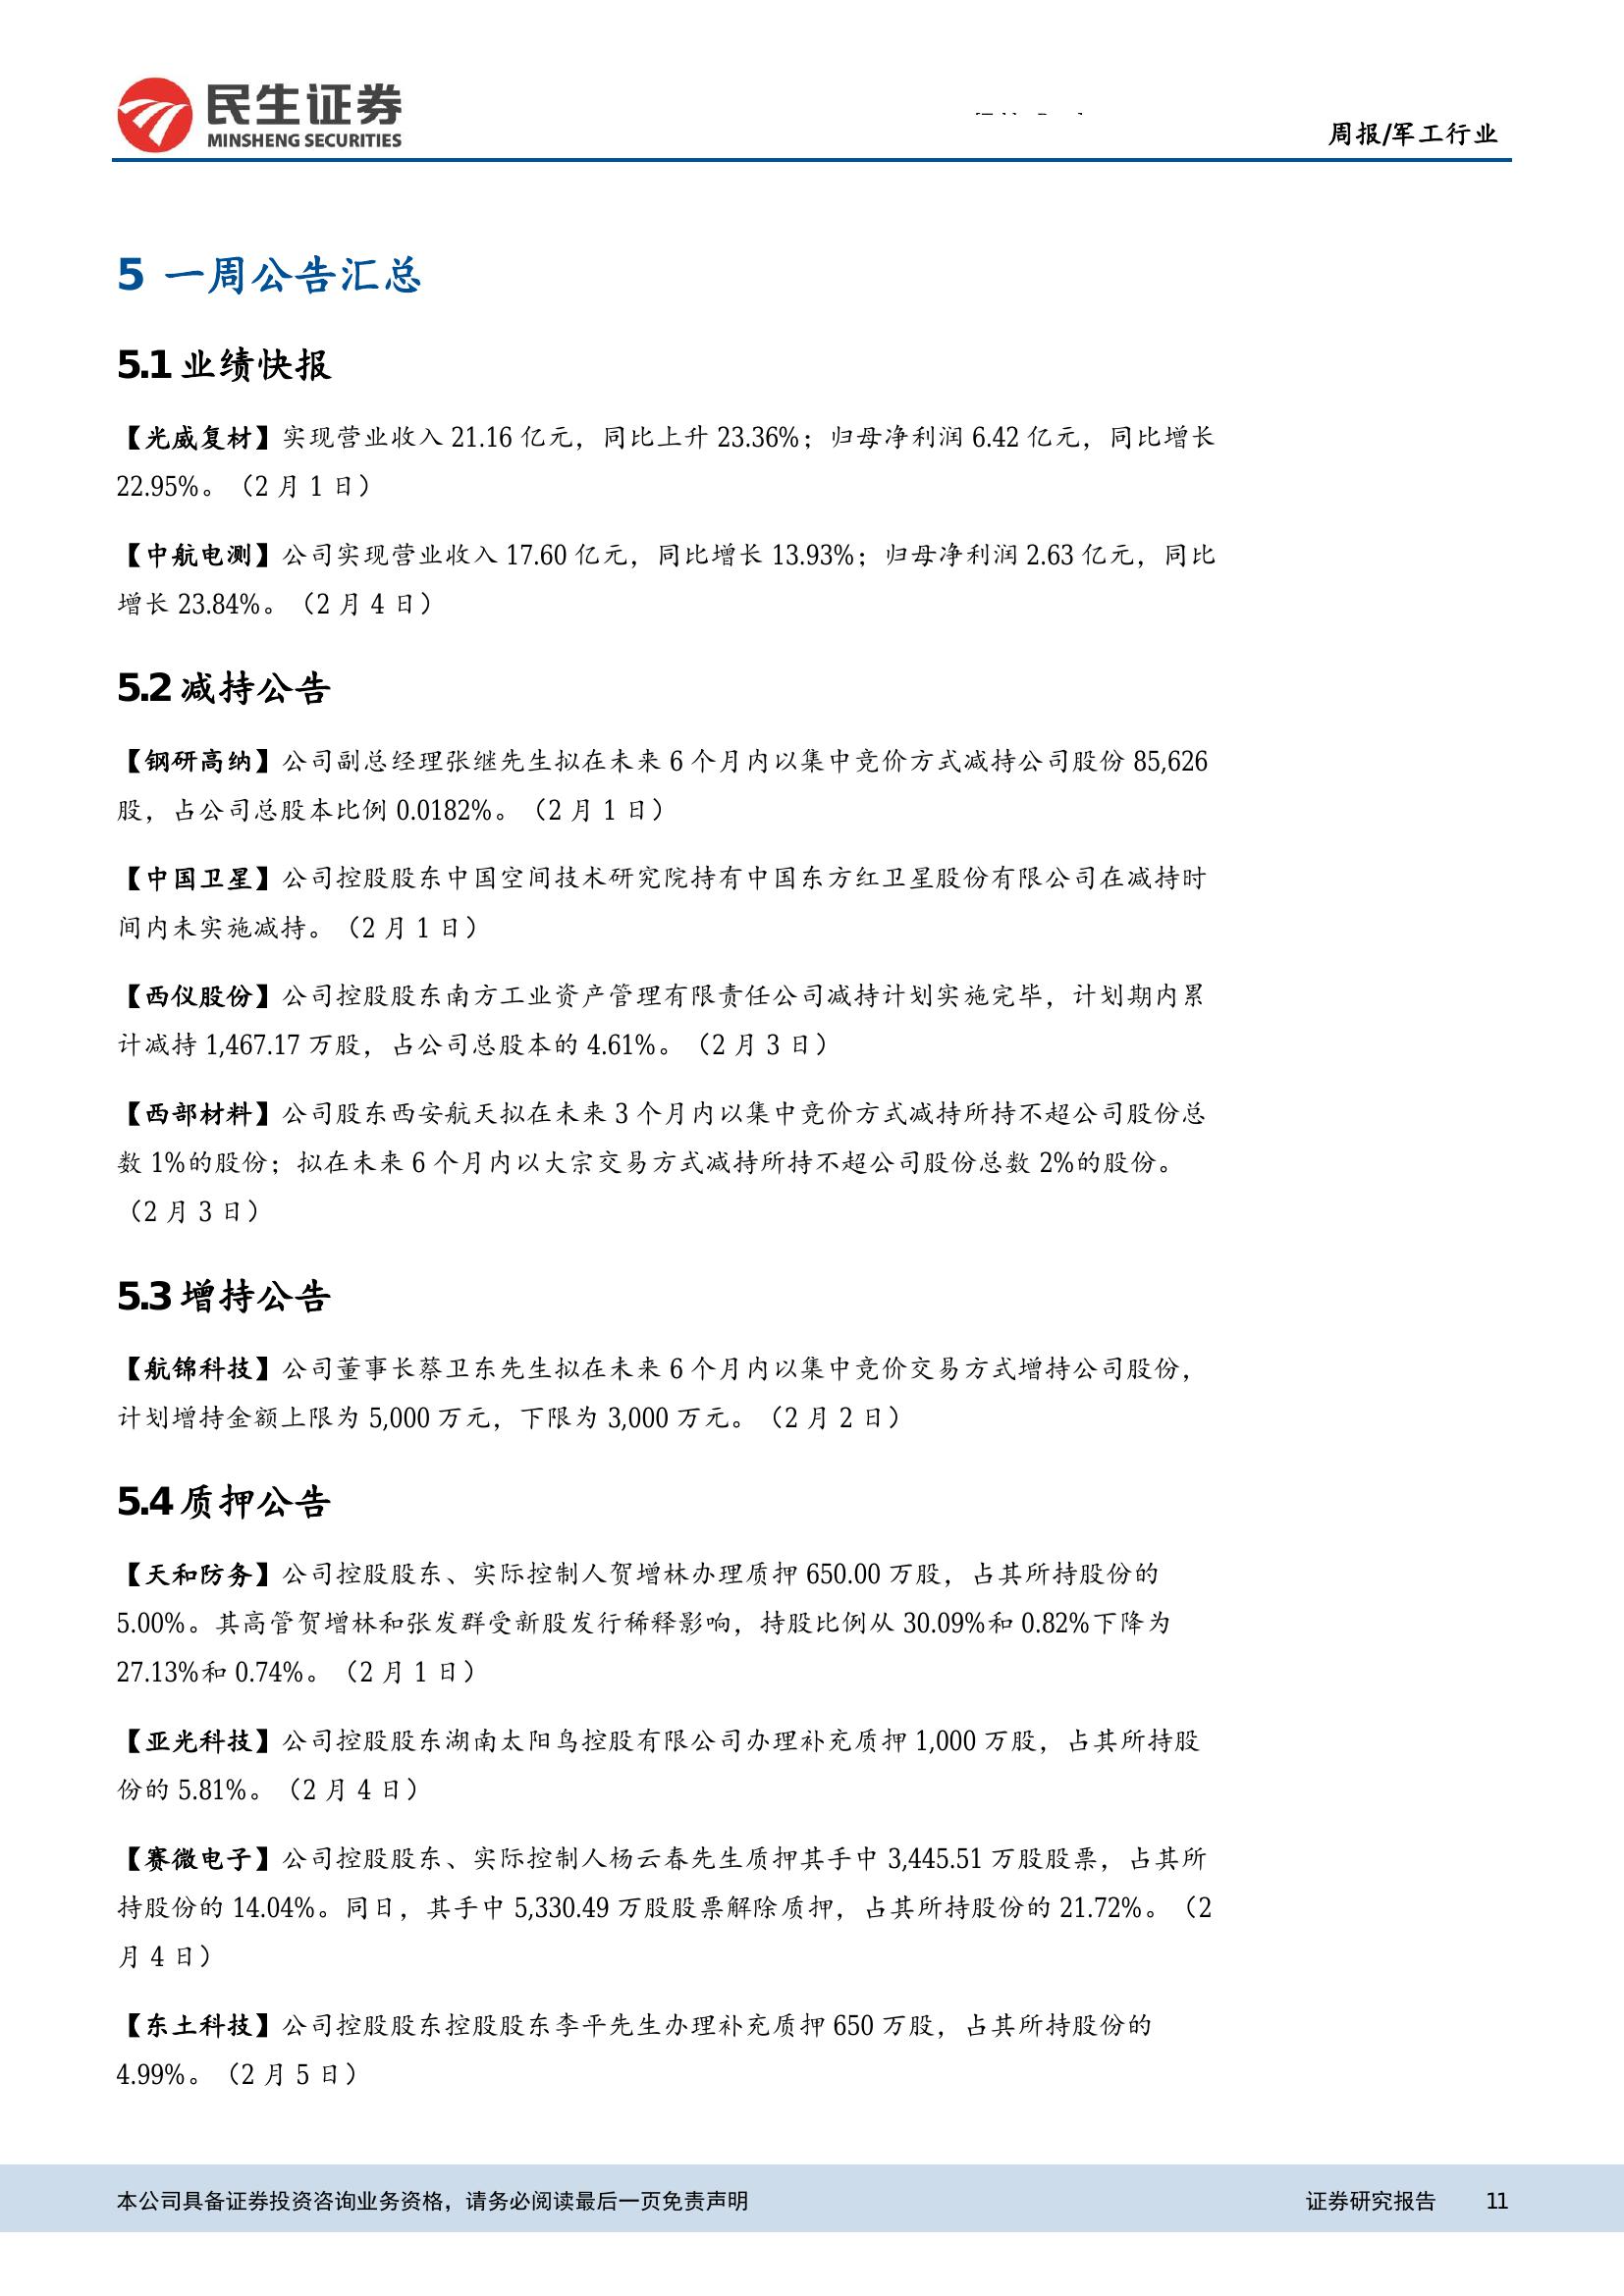 民生证券
MINSHENG SECURITIES
周报/军工行业
5 一周公告汇总
5.1 业绩快报
【光威复材】实现营业收入 21.16 亿元，同比上升 23.36%；归母净利润 6.42 亿元，同比增长
22.95%。（2 月 1 日）
【中航电测】公司实现营业收入 17.60 亿元，同比增长 13.93%；归母净利润 2.63 亿元，同比
增长 23.84%。（2 月 4 日）
5.2 减持公告
【钢研高纳】公司副总经理张继先生拟在未来 6 个月内以集中竞价方式减持公司股份 85,626
股，占公司总股本比例 0.0182%。（2 月 1 日）
【中国卫星】公司控股股东中国空间技术研究院持有中国东方红卫星股份有限公司在减持时
间内未实施减持。（2 月 1 日）
【西仪股份】公司控股股东南方工业资产管理有限责任公司减持计划实施完毕，计划期内累
计减持 1,467.17 万股，占公司总股本的 4.61%。（2 月 3 日）
【西部材料】公司股东西安航天拟在未来 3 个月内以集中竞价方式减持所持不超公司股份总
数 1%的股份；拟在未来 6 个月内以大宗交易方式减持所持不超公司股份总数 2%的股份。
（2 月 3 日）
5.3 增持公告
【航锦科技】公司董事长蔡卫东先生拟在未来 6 个月内以集中竞价交易方式增持公司股份，
计划增持金额上限为 5,000 万元，下限为 3,000 万元。（2 月 2 日）
5.4 质押公告
【天和防务】公司控股股东、实际控制人贺增林办理质押 650.00 万股，占其所持股份的
5.00%。其高管贺增林和张发群受新股发行稀释影响，持股比例从 30.09%和 0.82%下降为
27.13%和 0.74%。（2 月 1 日）
【亚光科技】公司控股股东湖南太阳鸟控股有限公司办理补充质押 1,000 万股，占其所持股
份的 5.81%。（2 月 4 日）
【赛微电子】公司控股股东、实际控制人杨云春先生质押其手中 3,445.51 万股股票，占其所
持股份的 14.04%。同日，其手中 5,330.49 万股股票解除质押，占其所持股份的 21.72%。（2
月 4 日）
【东土科技】公司控股股东控股股东李平先生办理补充质押 650 万股，占其所持股份的
4.99%。（2 月 5 日）
本公司具备证券投资咨询业务资格，请务必阅读最后一页免责声明
证券研究报告 11